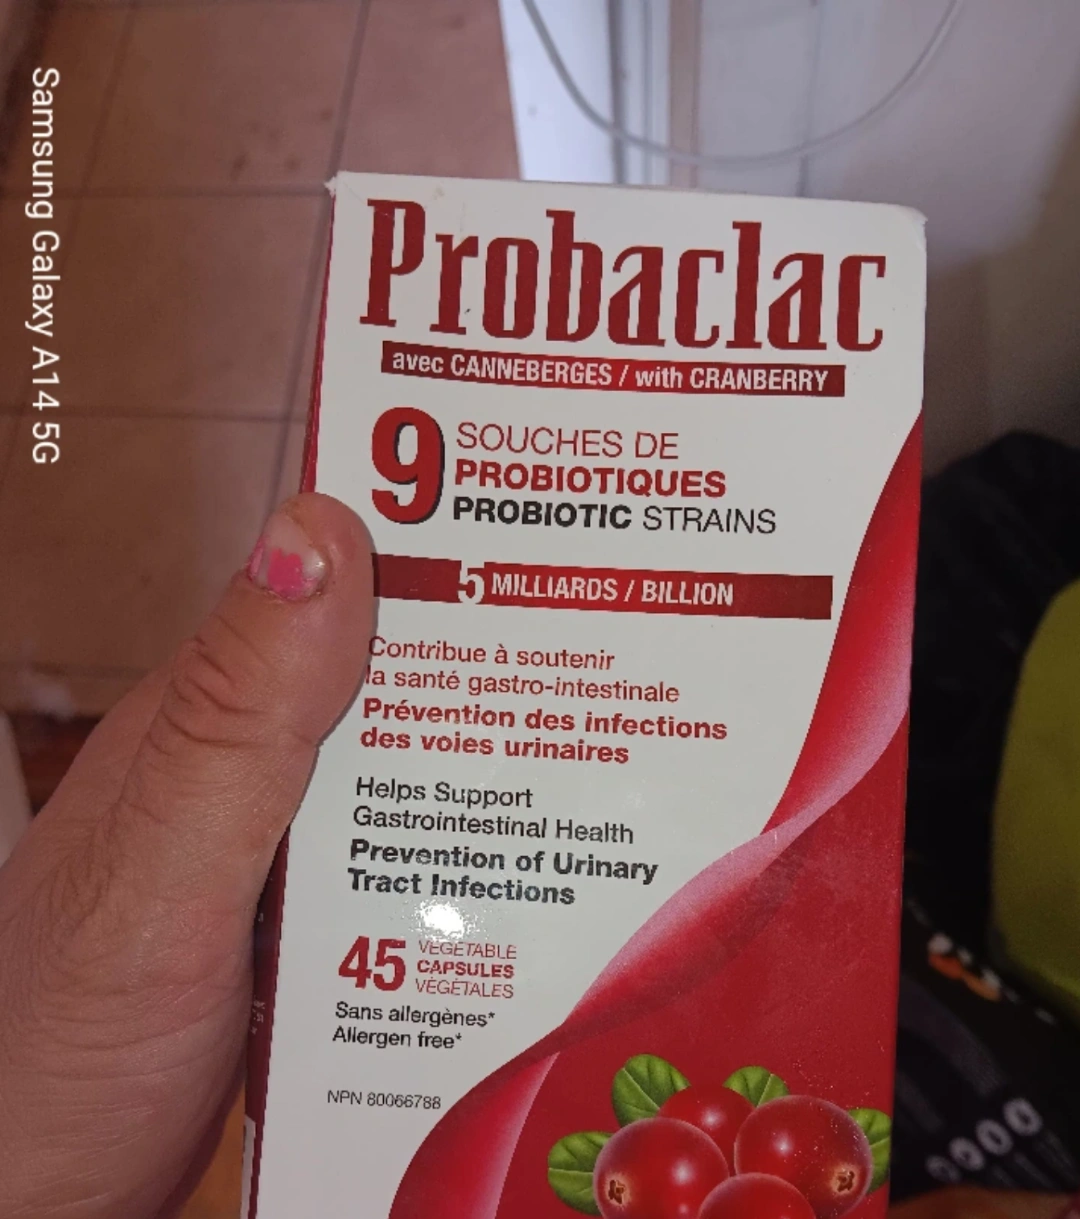 Samsung Galaxy A14 5G
Probaclac
avec CANNEBERGES / with CRANBERRY
9 SOUCHES DE
PROBIOTIQUES
PROBIOTIC STRAINS
5 MILLIARDS / BILLION
Contribue à soutenir
la santé gastro-intestinale
Prévention des infections
des voies urinaires
Helps Support
Gastrointestinal Health
Prevention of Urinary
Tract Infections
45 VEGETABLE
CAPSULES
VÉGÉTALES
Sans allergènes*
Allergen free*
NPN 80066788